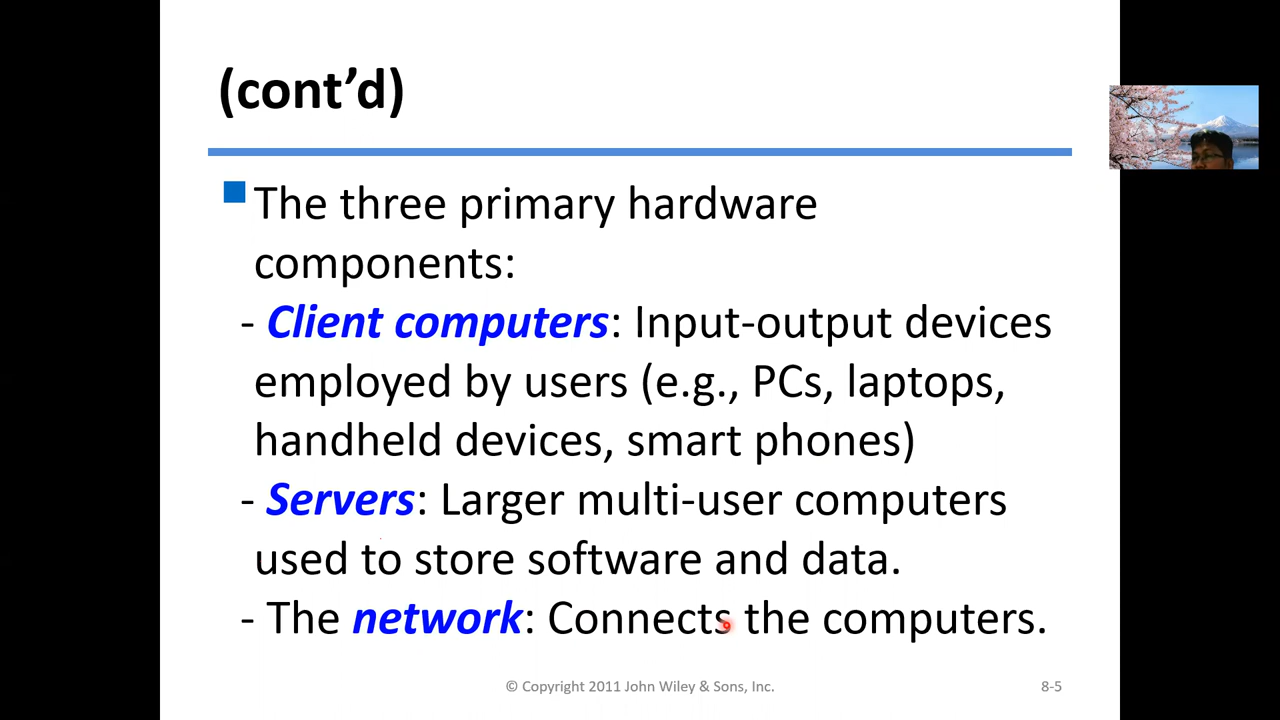 (cont’d)
The three primary hardware
components:
- Client computers: Input-output devices
employed by users (e.g., PCs, laptops,
handheld devices, smart phones)
- Servers: Larger multi-user computers
used to store software and data.
- The network: Connects the computers.
© Copyright 2011 John Wiley & Sons, Inc.
8-5